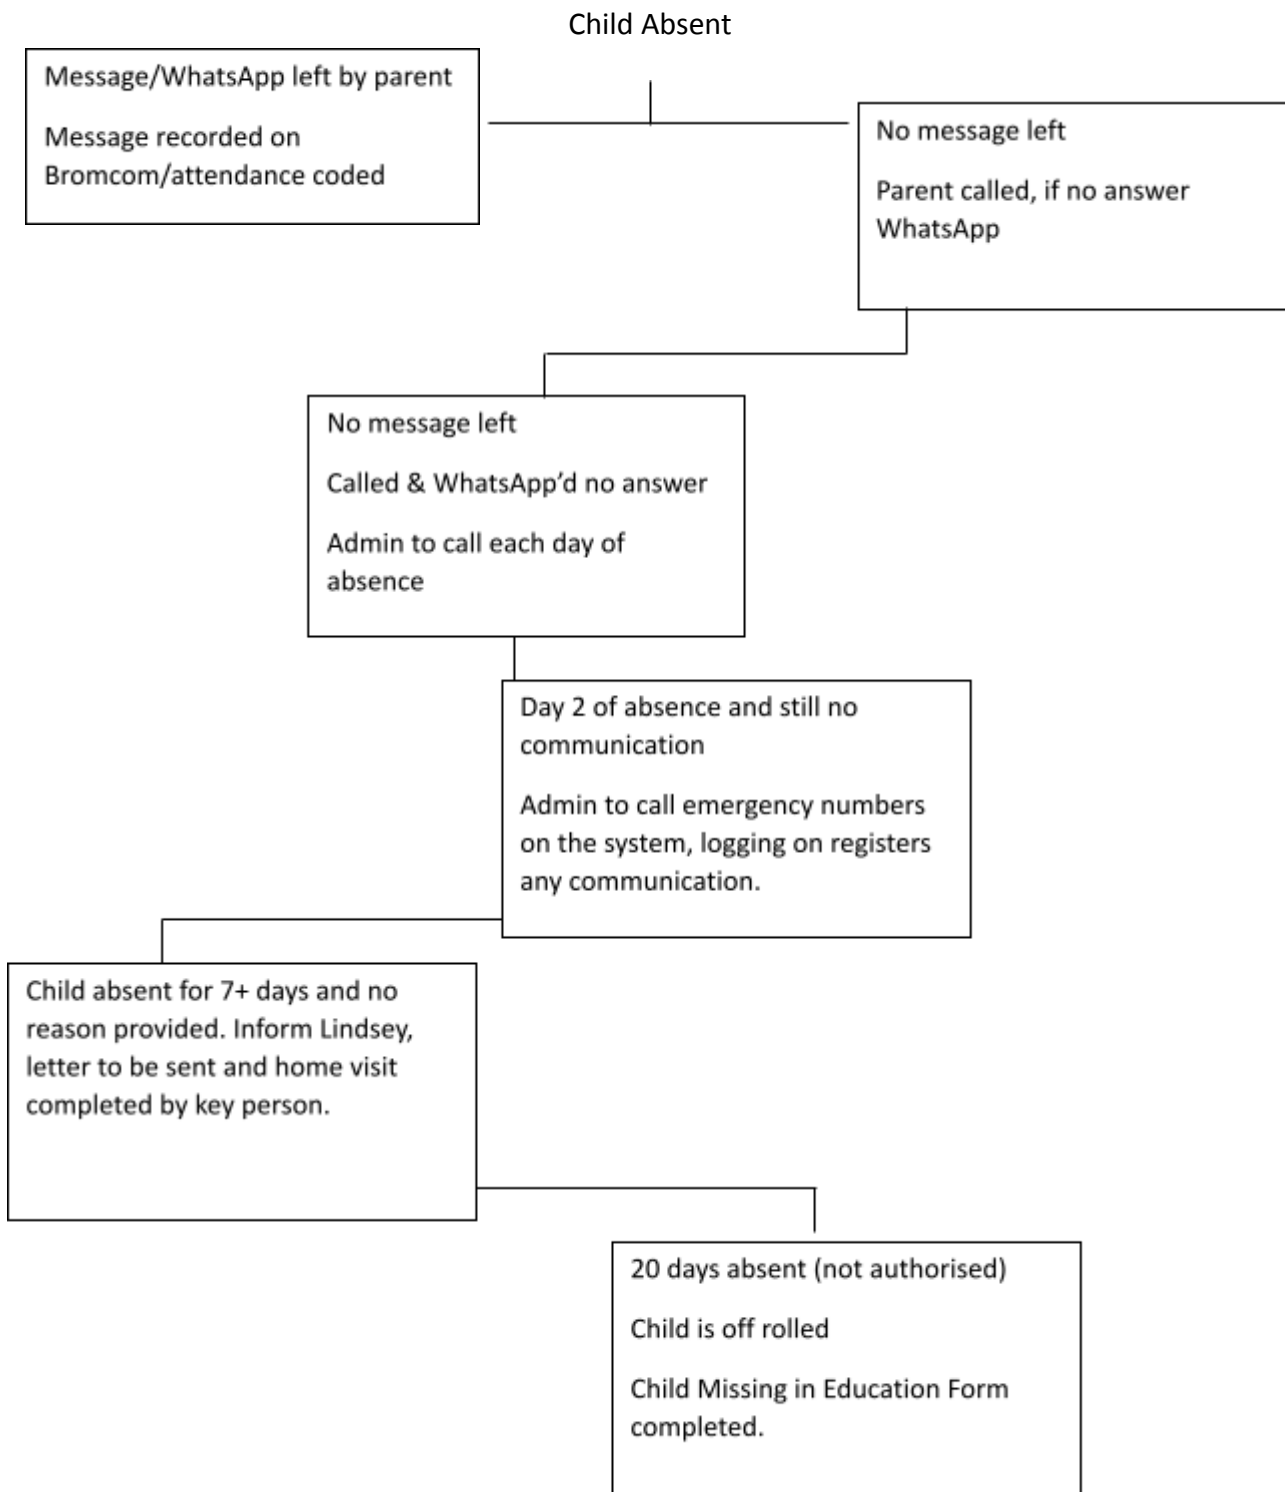 Child Absent
Message/WhatsApp left by parent
Message recorded on
Bromcom/attendance coded
No message left
Parent called, if no answer
WhatsApp
No message left
Called & WhatsApp’d no answer
Admin to call each day of
absence
Day 2 of absence and still no
communication
Admin to call emergency numbers
on the system, logging on registers
any communication.
Child absent for 7+ days and no
reason provided. Inform Lindsey,
letter to be sent and home visit
completed by key person.
20 days absent (not authorised)
Child is off rolled
Child Missing in Education Form
completed.